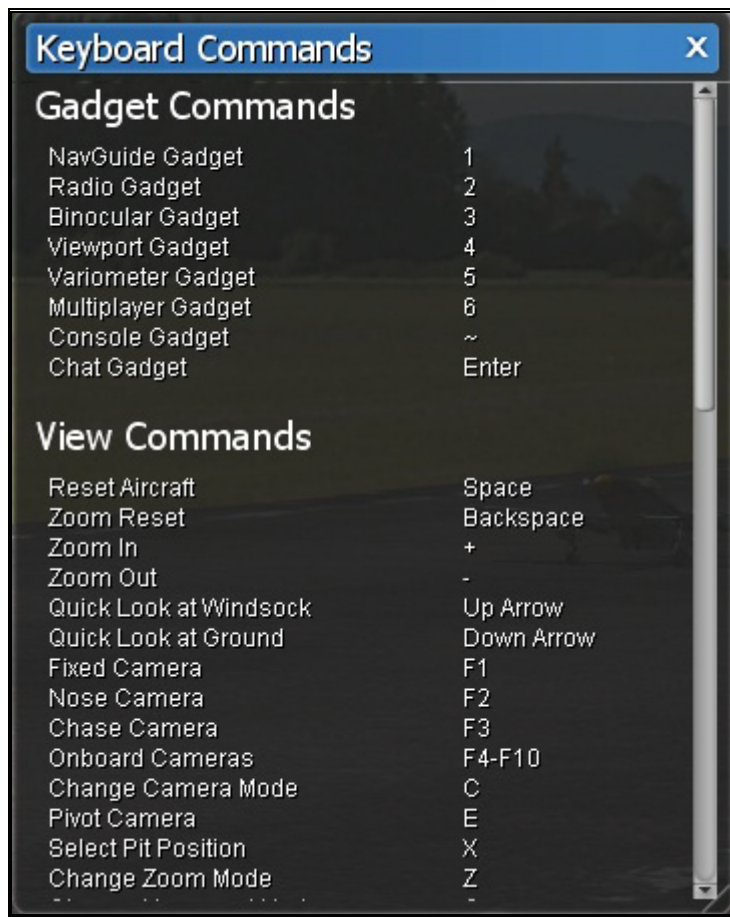 Keyboard Commands X
Gadget Commands
NavGuide Gadget 1
Radio Gadget 2
Binocular Gadget 3
Viewport Gadget 4
Variometer Gadget 5
Multiplayer Gadget 6
Console Gadget ~
Chat Gadget Enter
View Commands
Reset Aircraft Space
Zoom Reset Backspace
Zoom In +
Zoom Out -
Quick Look at Windsock Up Arrow
Quick Look at Ground Down Arrow
Fixed Camera F1
Nose Camera F2
Chase Camera F3
Onboard Cameras F4-F10
Change Camera Mode C
Pivot Camera E
Select Pit Position X
Change Zoom Mode Z